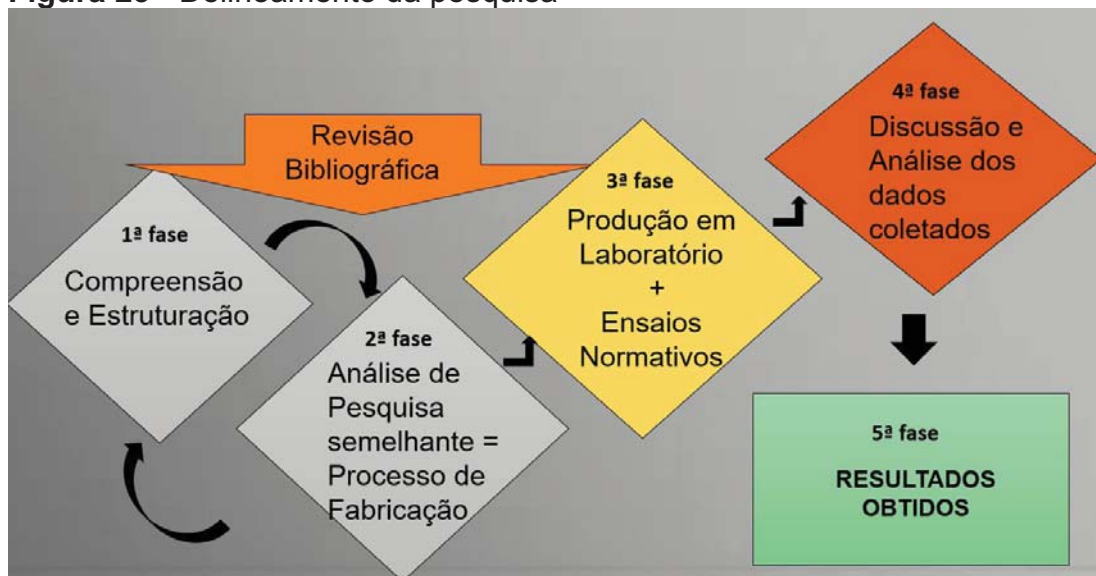 Revisão
Bibliográfica
1ª fase
Compreensão
e Estruturação
2ª fase
Análise de
Pesquisa
semelhante =
Processo de
Fabricação
3ª fase
Produção em
Laboratório
+
Ensaios
Normativos
4ª fase
Discussão e
Análise dos
dados
coletados
5ª fase
RESULTADOS
OBTIDOS